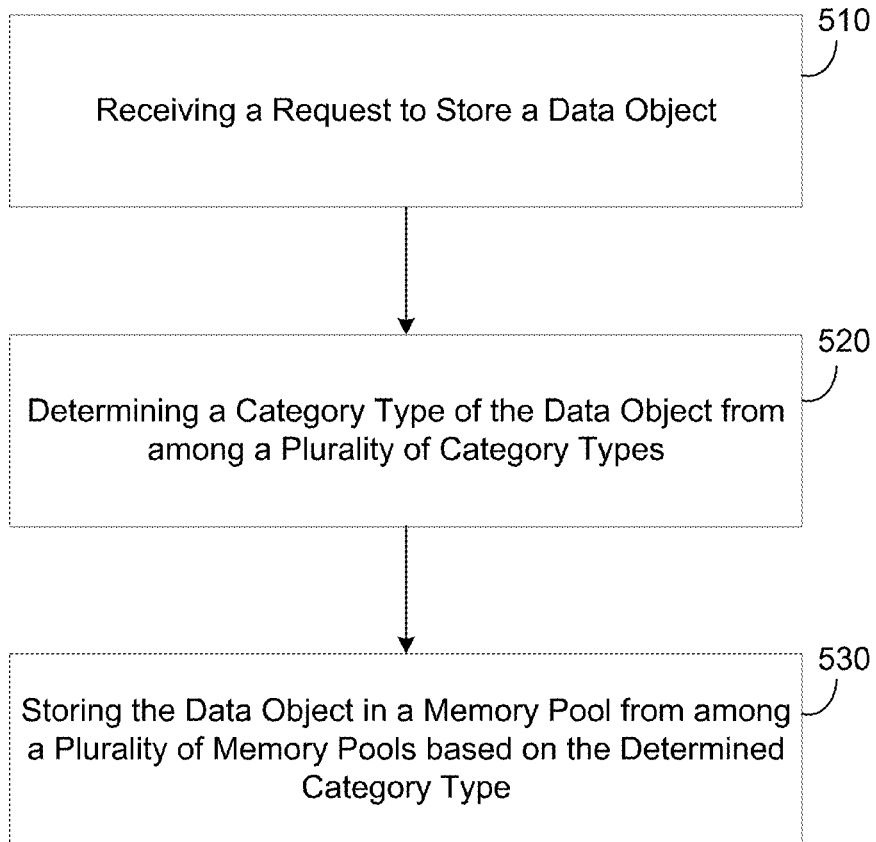 510
Receiving a Request to Store a Data Object
520
Determining a Category Type of the Data Object from
among a Plurality of Category Types
530
Storing the Data Object in a Memory Pool from among
a Plurality of Memory Pools based on the Determined
Category Type